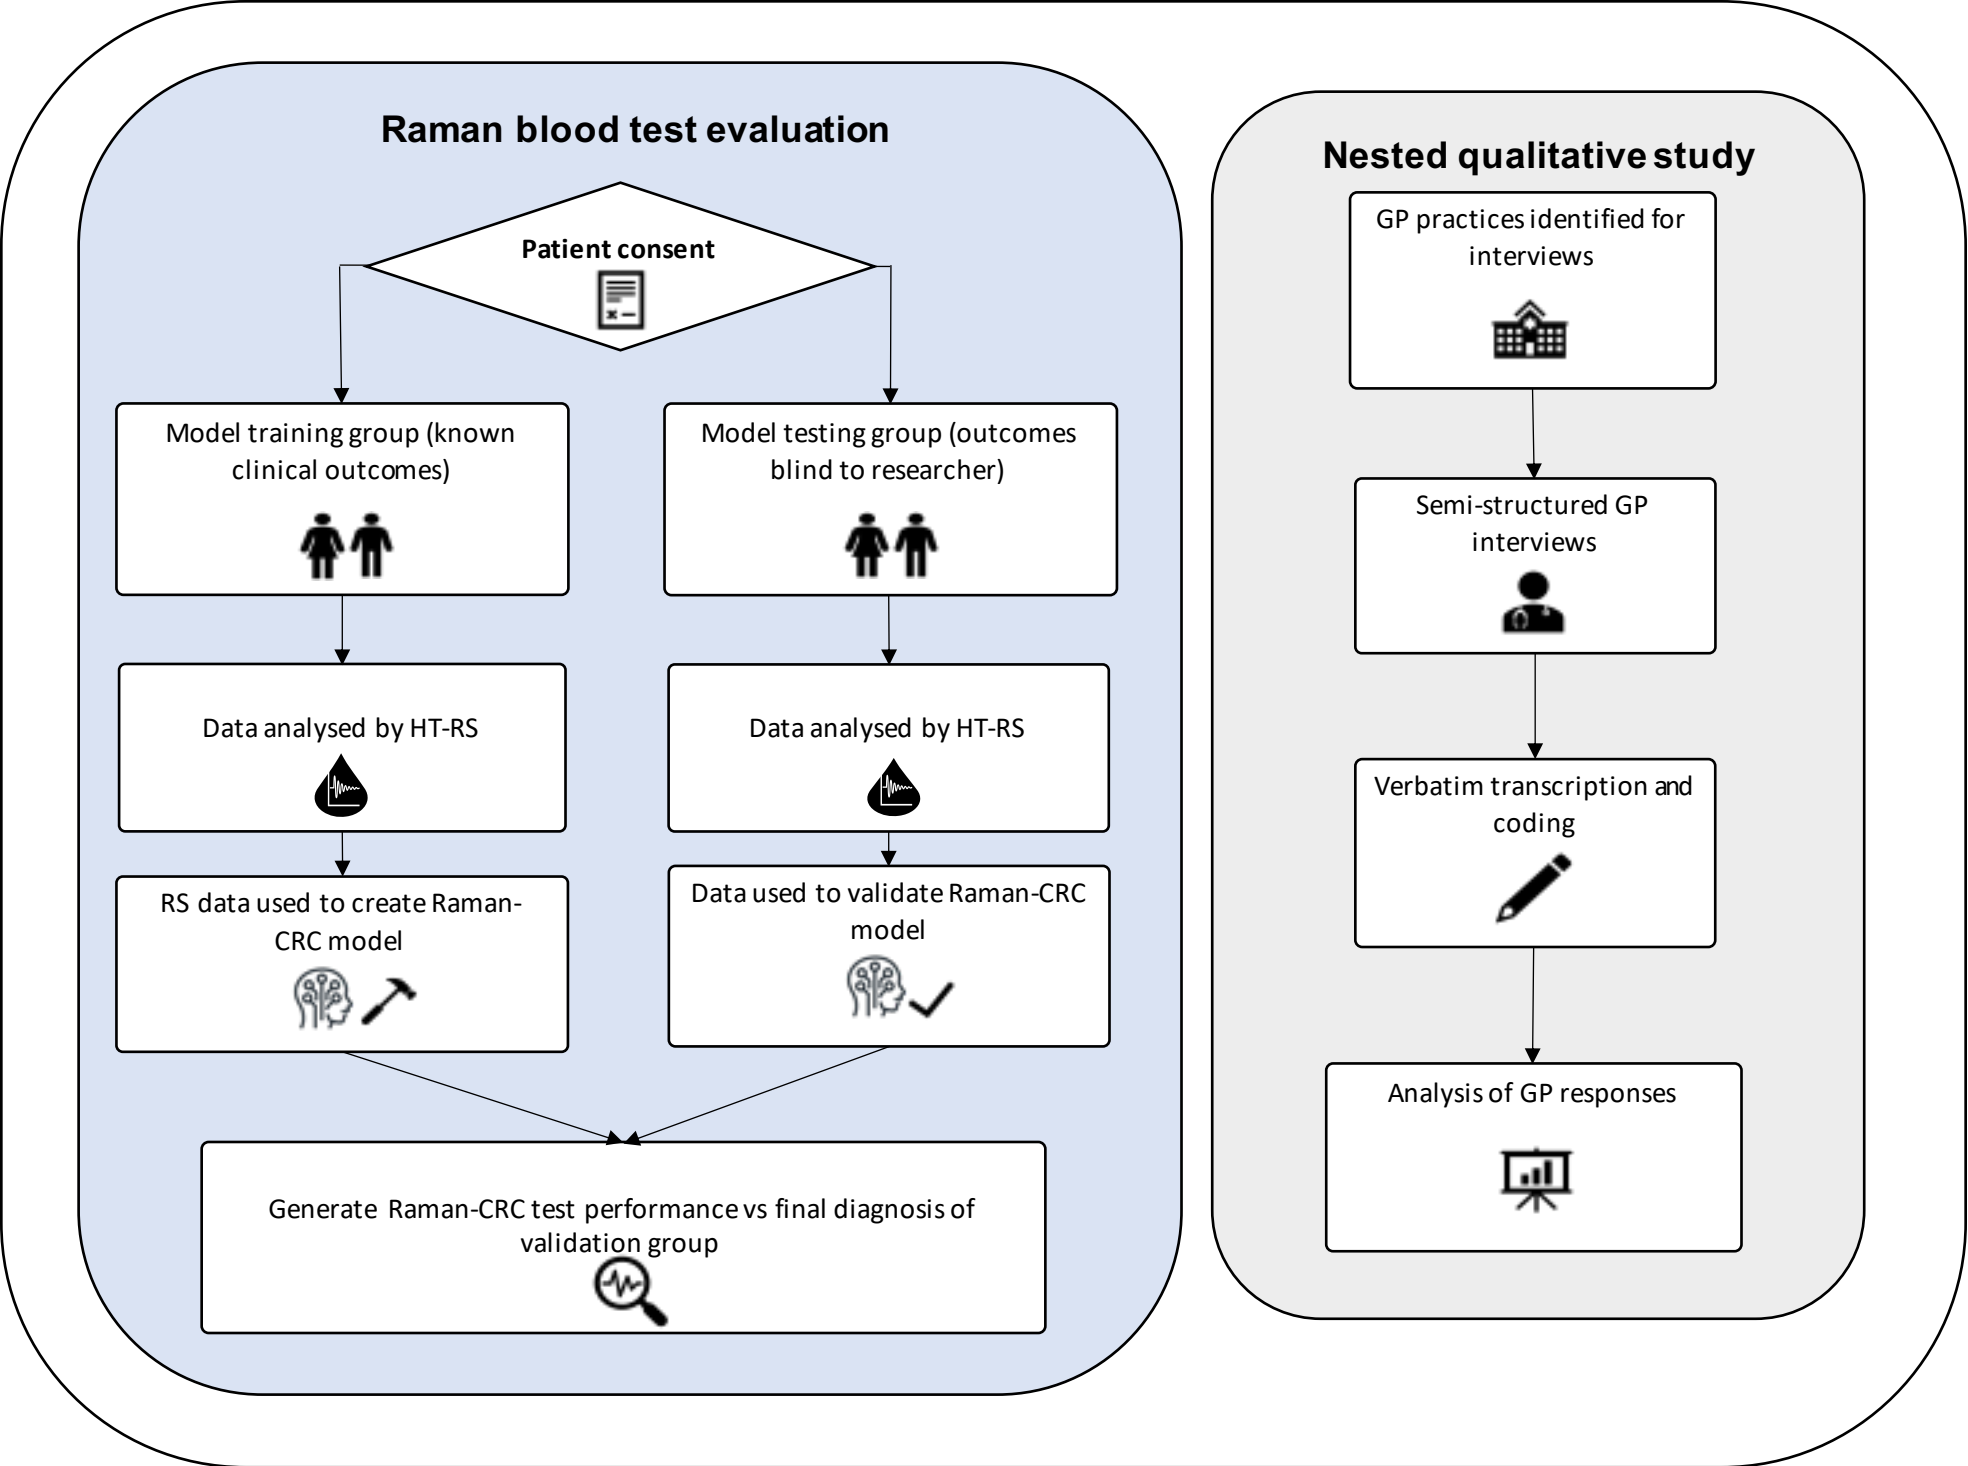 Raman blood test evaluation
Patient consent
Model training group (known
clinical outcomes)
Model testing group (outcomes
blind to researcher)
Data analysed by HT-RS
Data analysed by HT-RS
RS data used to create Raman-
CRC model
Data used to validate Raman-CRC
model
Generate Raman-CRC test performance vs final diagnosis of
validation group
Nested qualitative study
GP practices identified for
interviews
Semi-structured GP
interviews
Verbatim transcription and
coding
Analysis of GP responses